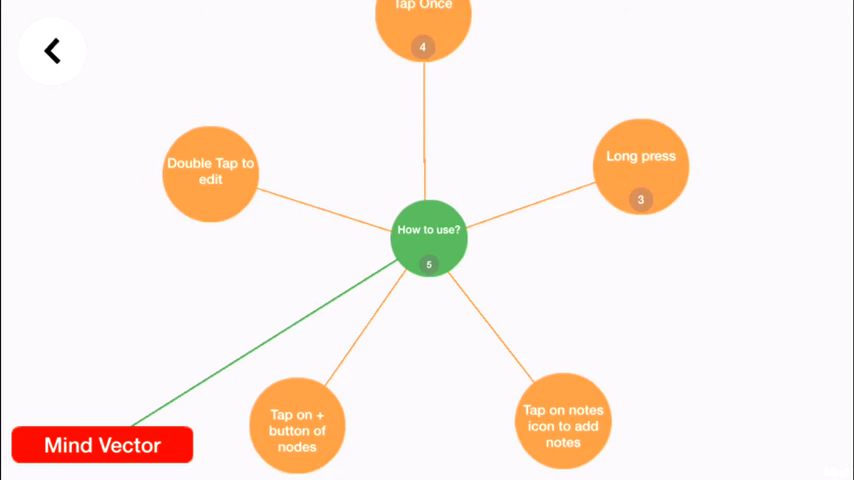 Tap Once
4
Double Tap to
edit
Long press
3
How to use?
5
Tap on +
button of
nodes
Tap on notes
icon to add
notes
Mind Vector